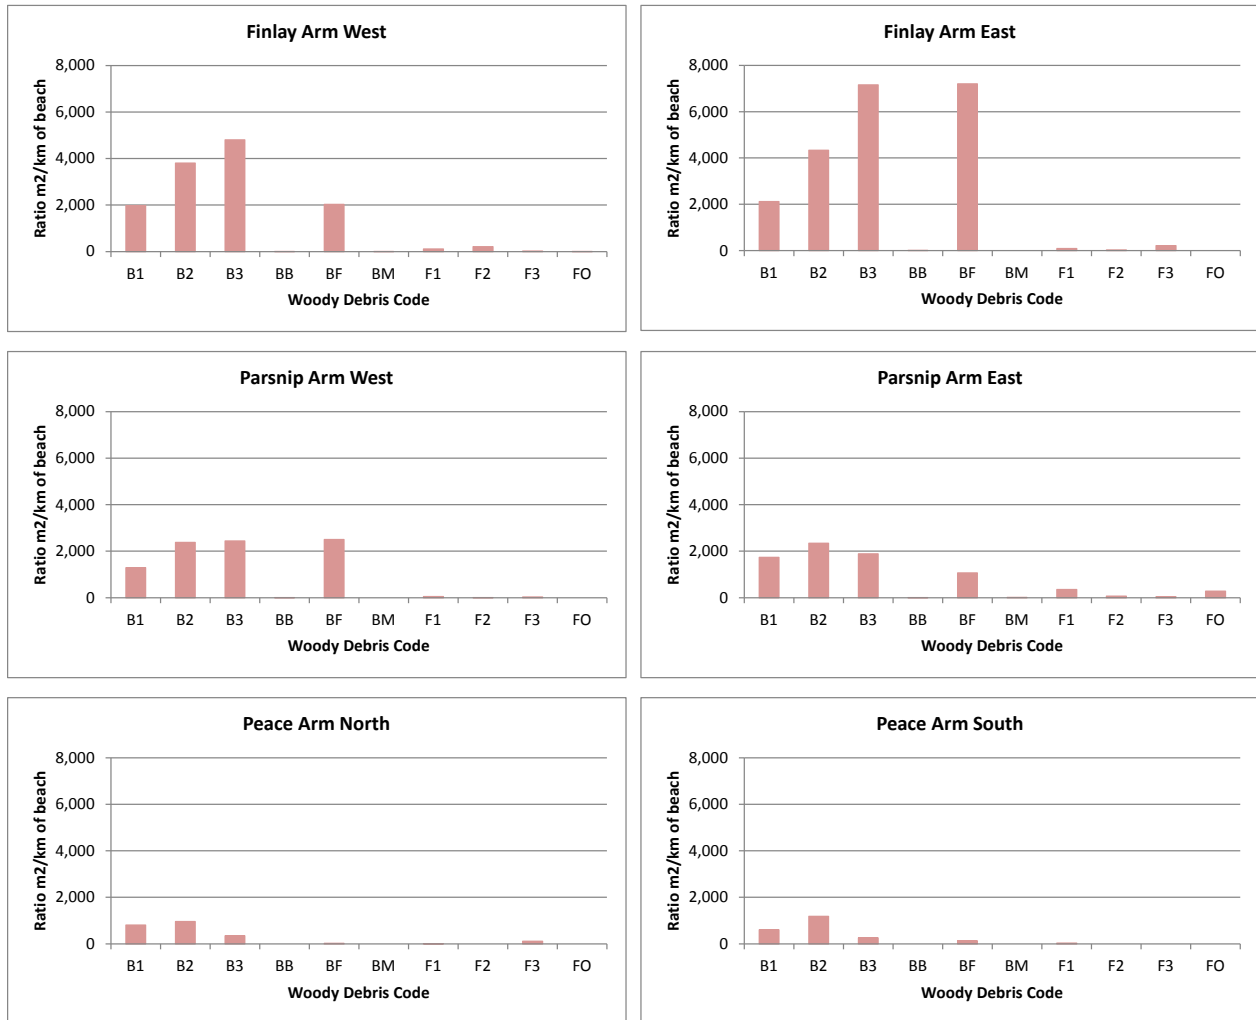 Finlay Arm West
8,000
6,000
4,000
2,000
0
Ratio m2/km of beach
B1 B2 B3 BB BF BM F1 F2 F3 FO
Woody Debris Code
Finlay Arm East
8,000
6,000
4,000
2,000
0
Ratio m2/km of beach
B1 B2 B3 BB BF BM F1 F2 F3 FO
Woody Debris Code
Parsnip Arm West
8,000
6,000
4,000
2,000
0
Ratio m2/km of beach
B1 B2 B3 BB BF BM F1 F2 F3 FO
Woody Debris Code
Parsnip Arm East
8,000
6,000
4,000
2,000
0
Ratio m2/km of beach
B1 B2 B3 BB BF BM F1 F2 F3 FO
Woody Debris Code
Peace Arm North
8,000
6,000
4,000
2,000
0
Ratio m2/km of beach
B1 B2 B3 BB BF BM F1 F2 F3 FO
Woody Debris Code
Peace Arm South
8,000
6,000
4,000
2,000
0
Ratio m2/km of beach
B1 B2 B3 BB BF BM F1 F2 F3 FO
Woody Debris Code